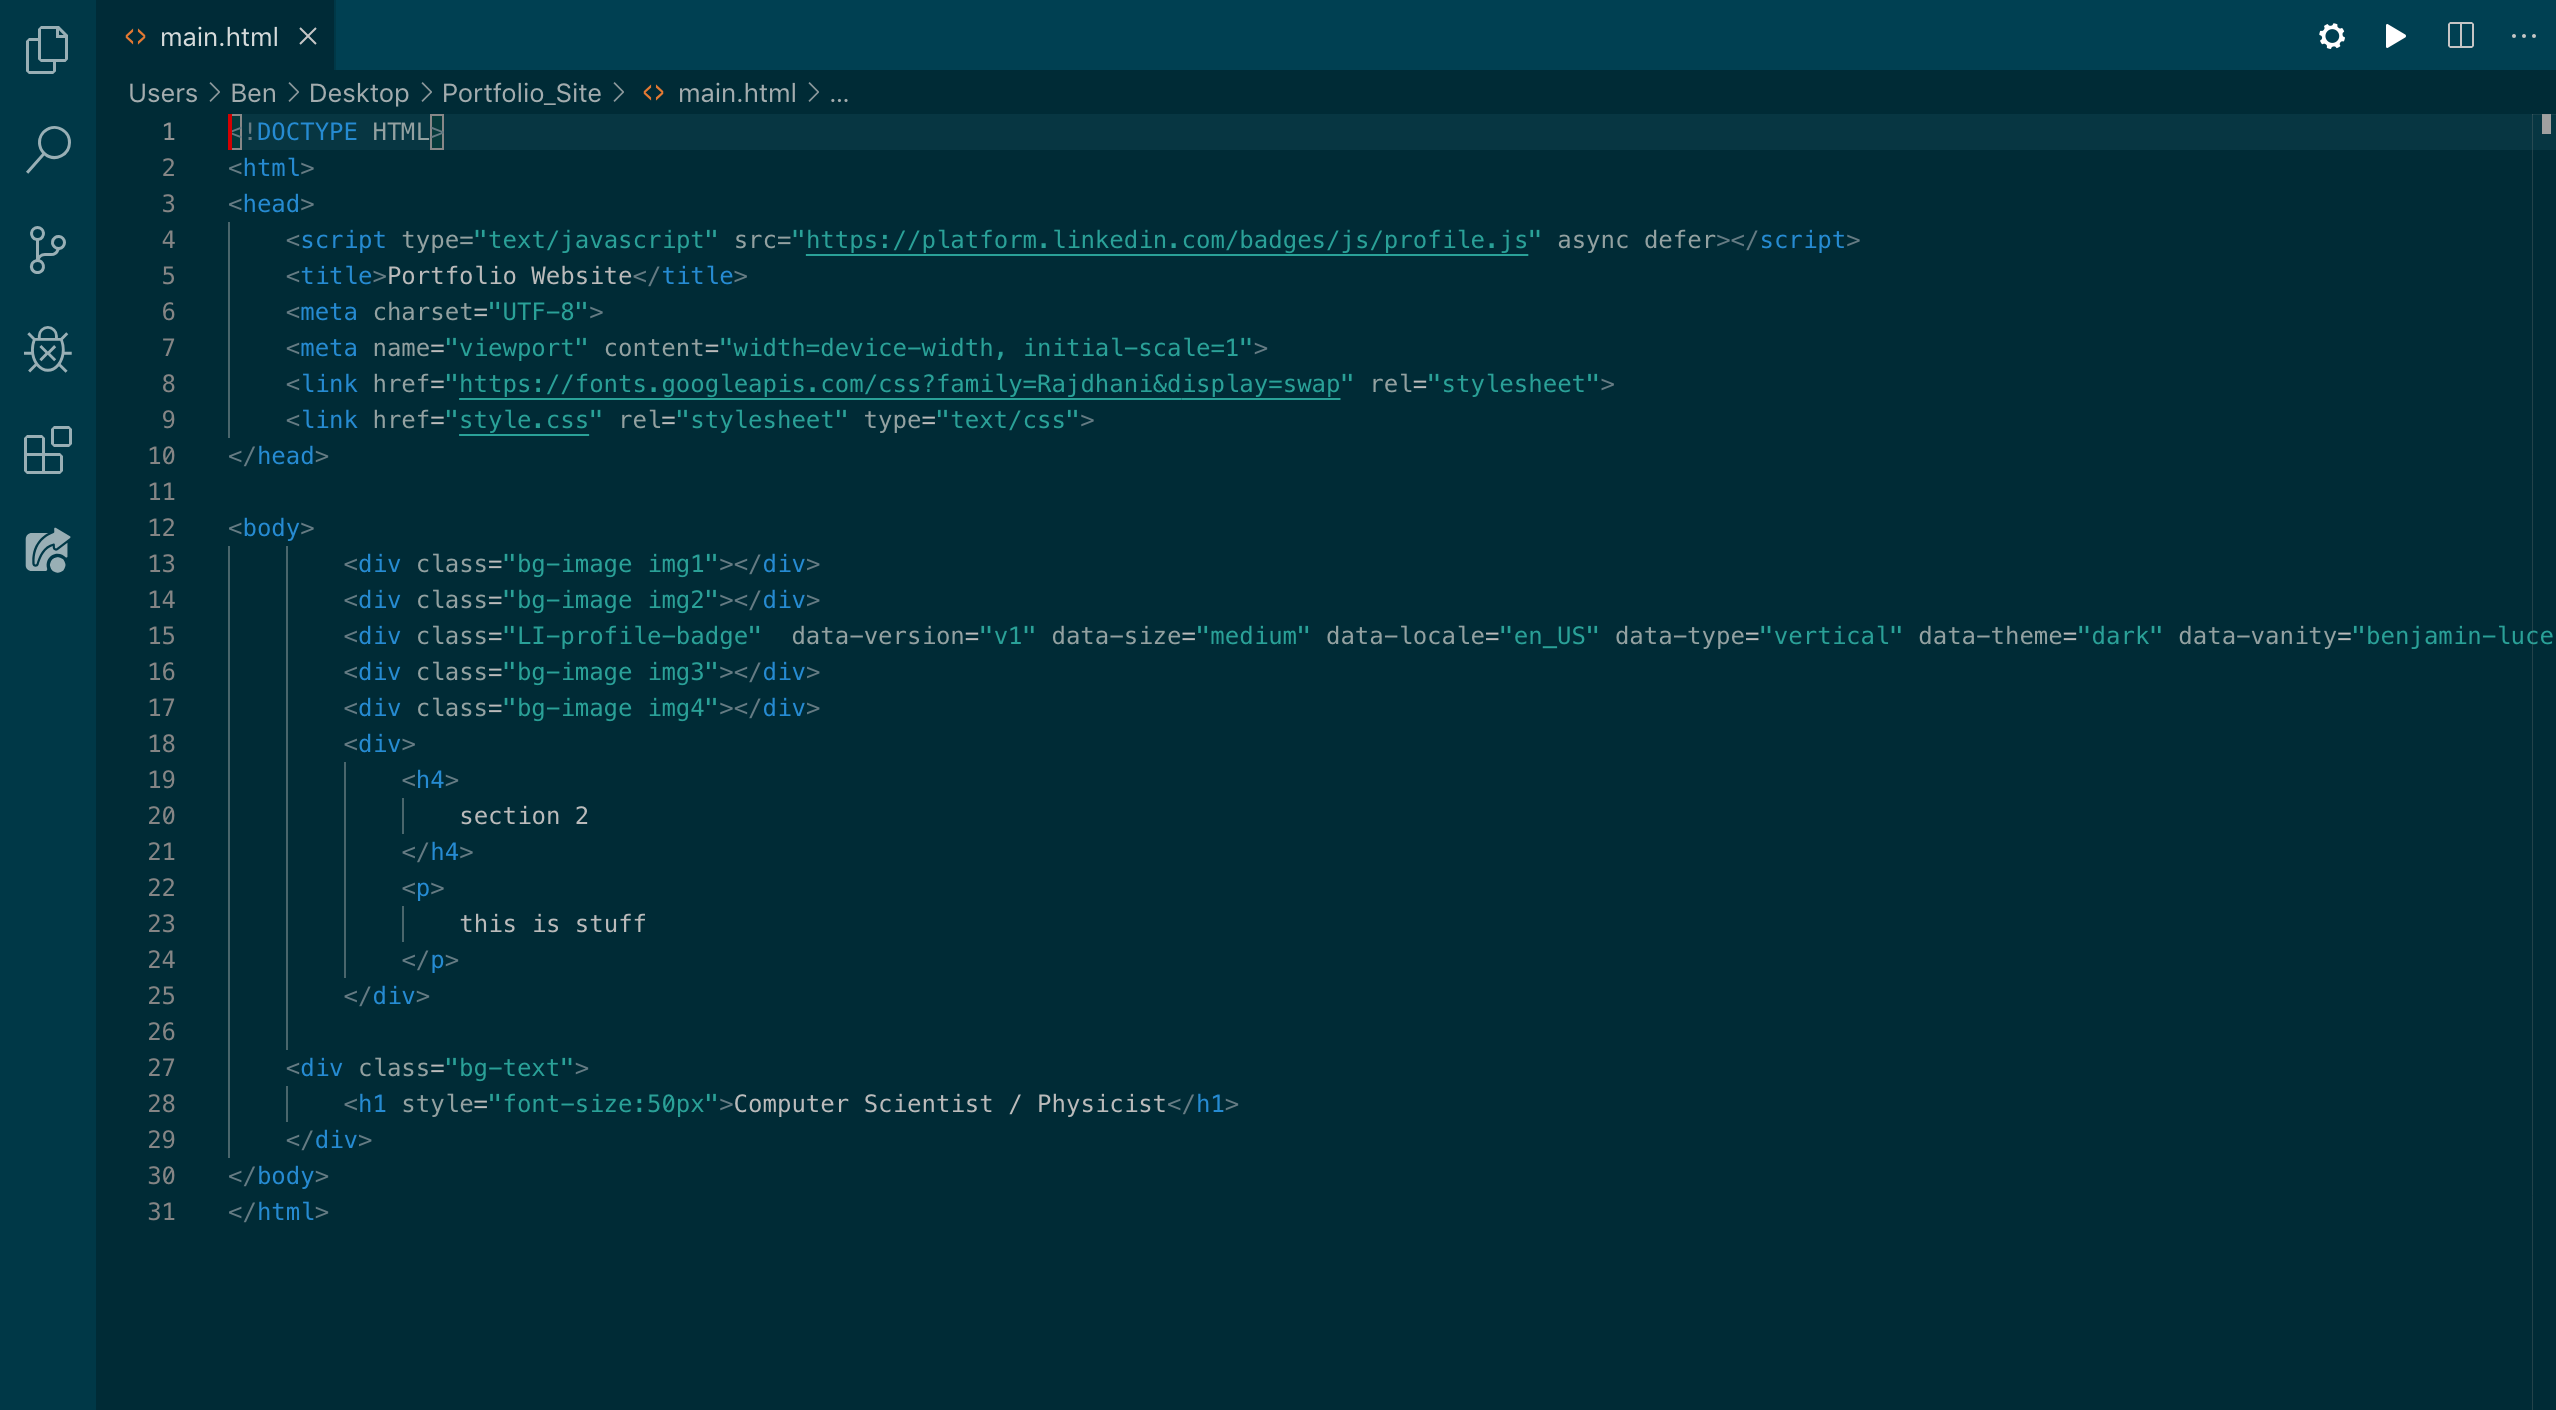 main.html
Users > Ben > Desktop > Portfolio_Site > main.html > ...
1 <!DOCTYPE HTML>
2 <html>
3 <head>
4     <script type="text/javascript" src="https://platform.linkedin.com/badges/js/profile.js" async defer></script>
5     <title>Portfolio Website</title>
6     <meta charset="UTF-8">
7     <meta name="viewport" content="width=device-width, initial-scale=1">
8     <link href="https://fonts.googleapis.com/css?family=Rajdhani&display=swap" rel="stylesheet">
9     <link href="style.css" rel="stylesheet" type="text/css">
10 </head>
11
12 <body>
13         <div class="bg-image img1"></div>
14         <div class="bg-image img2"></div>
15         <div class="LI-profile-badge"  data-version="v1" data-size="medium" data-locale="en_US" data-type="vertical" data-theme="dark" data-vanity="benjamin-luce
16         <div class="bg-image img3"></div>
17         <div class="bg-image img4"></div>
18         <div>
19             <h4>
20                 section 2
21             </h4>
22             <p>
23                 this is stuff
24             </p>
25         </div>
26
27     <div class="bg-text">
28         <h1 style="font-size:50px">Computer Scientist / Physicist</h1>
29     </div>
30 </body>
31 </html>